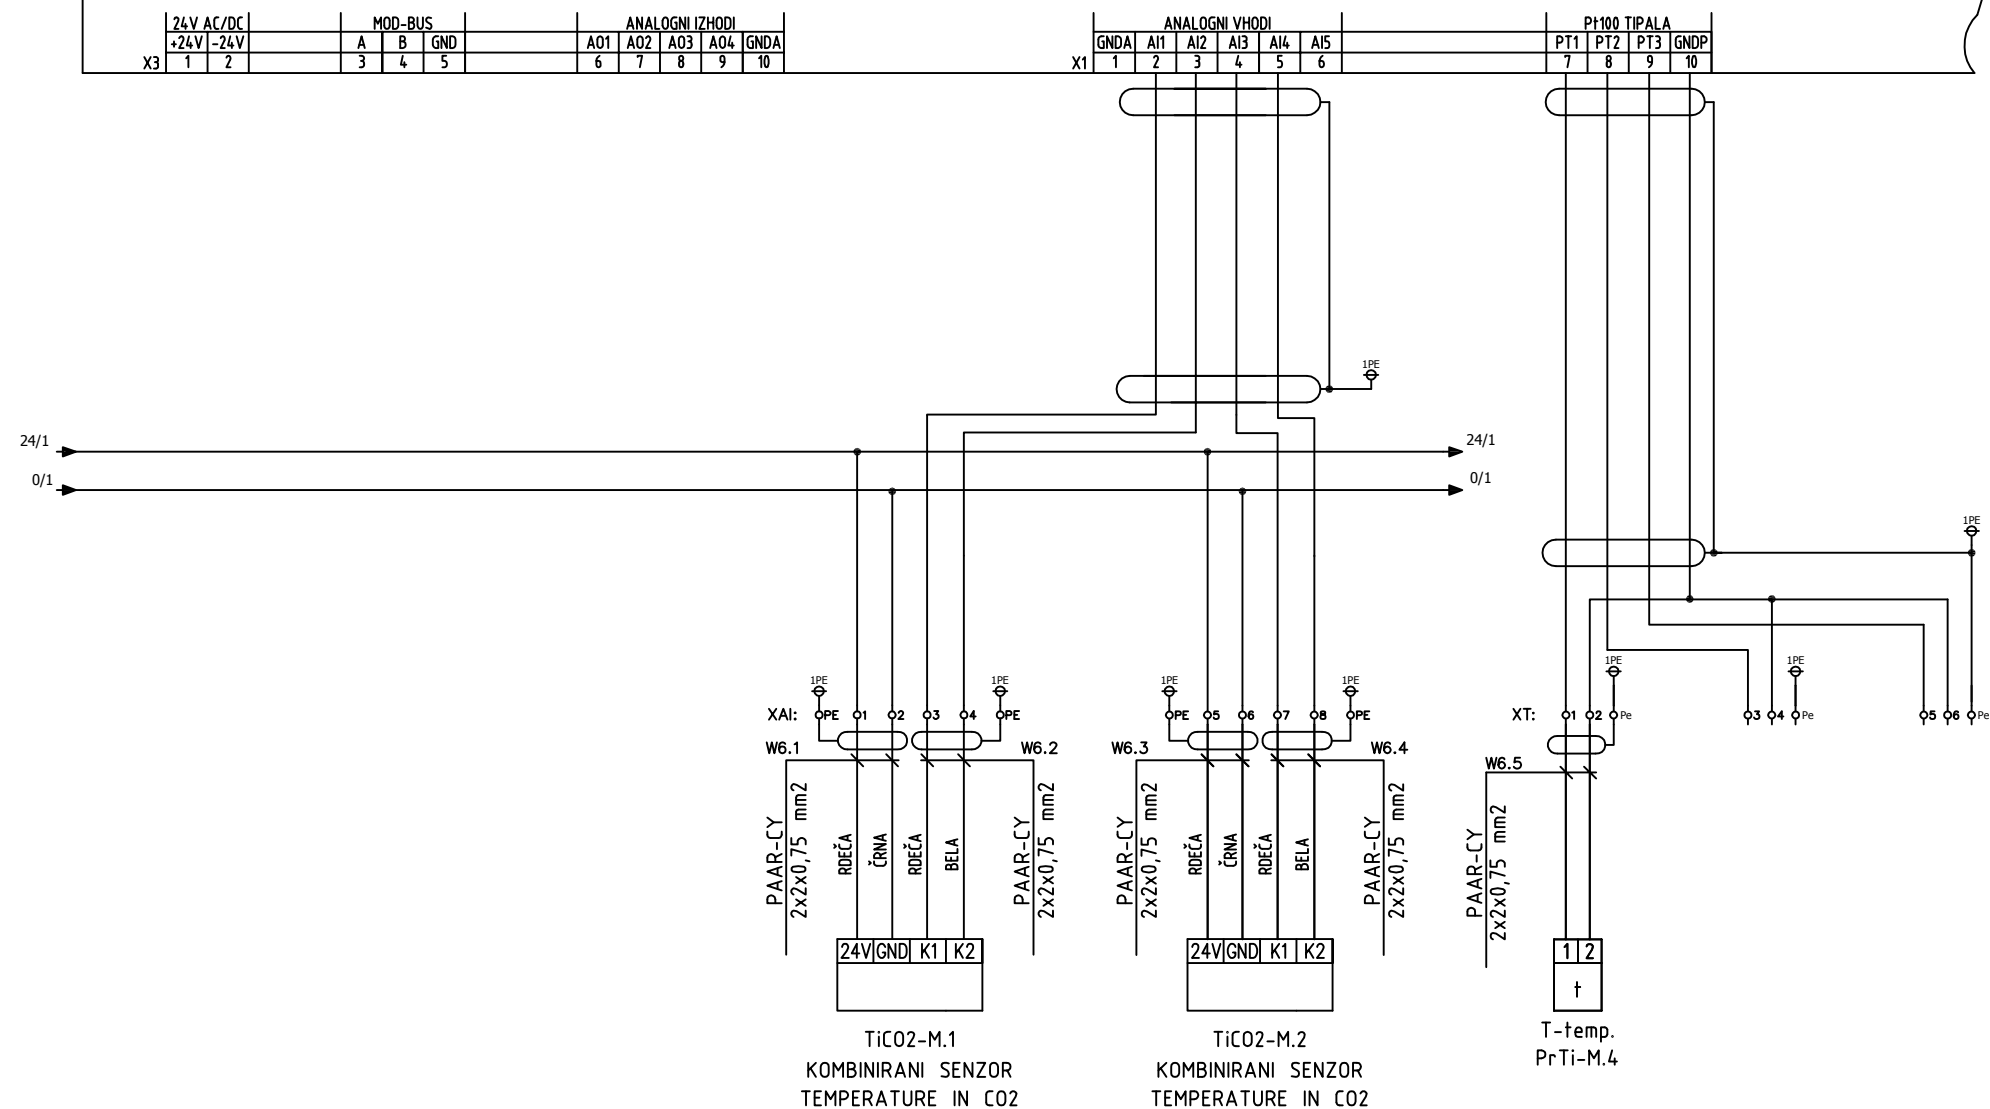 24V AC/DC MOD-BUS ANALOGNI IZHODI ANALOGNI VHODI Pt100 TIPALA
+24V -24V A B GND AO1 AO2 AO3 AO4 GNDA GNDA AI1 AI2 AI3 AI4 AI5 PT1 PT2 PT3 GNDP
X3 1 2 3 4 5 6 7 8 9 10 X1 1 2 3 4 5 6 7 8 9 10
1PE
24/1 24/1
0/1 0/1
1PE
1PE 1PE
1PE 1PE 1PE 1PE
XAI: PE 1 2 3 4 PE PE 5 6 7 8 PE XT: 1 2 Pe 3 4 Pe 5 6 Pe
W6.1 W6.2 W6.3 W6.4
W6.5
PAAR-CY
2x2x0,75 mm2
RDEČA
ČRNA
RDEČA
BELA
PAAR-CY
2x2x0,75 mm2
PAAR-CY
2x2x0,75 mm2
RDEČA
ČRNA
RDEČA
BELA
PAAR-CY
2x2x0,75 mm2
PAAR-CY
2x2x0,75 mm2
24V GND K1 K2 24V GND K1 K2 1 2
t
TiCO2-M.1
KOMBINIRANI SENZOR
TEMPERATURE IN CO2
TiCO2-M.2
KOMBINIRANI SENZOR
TEMPERATURE IN CO2
T-temp.
PrTi-M.4